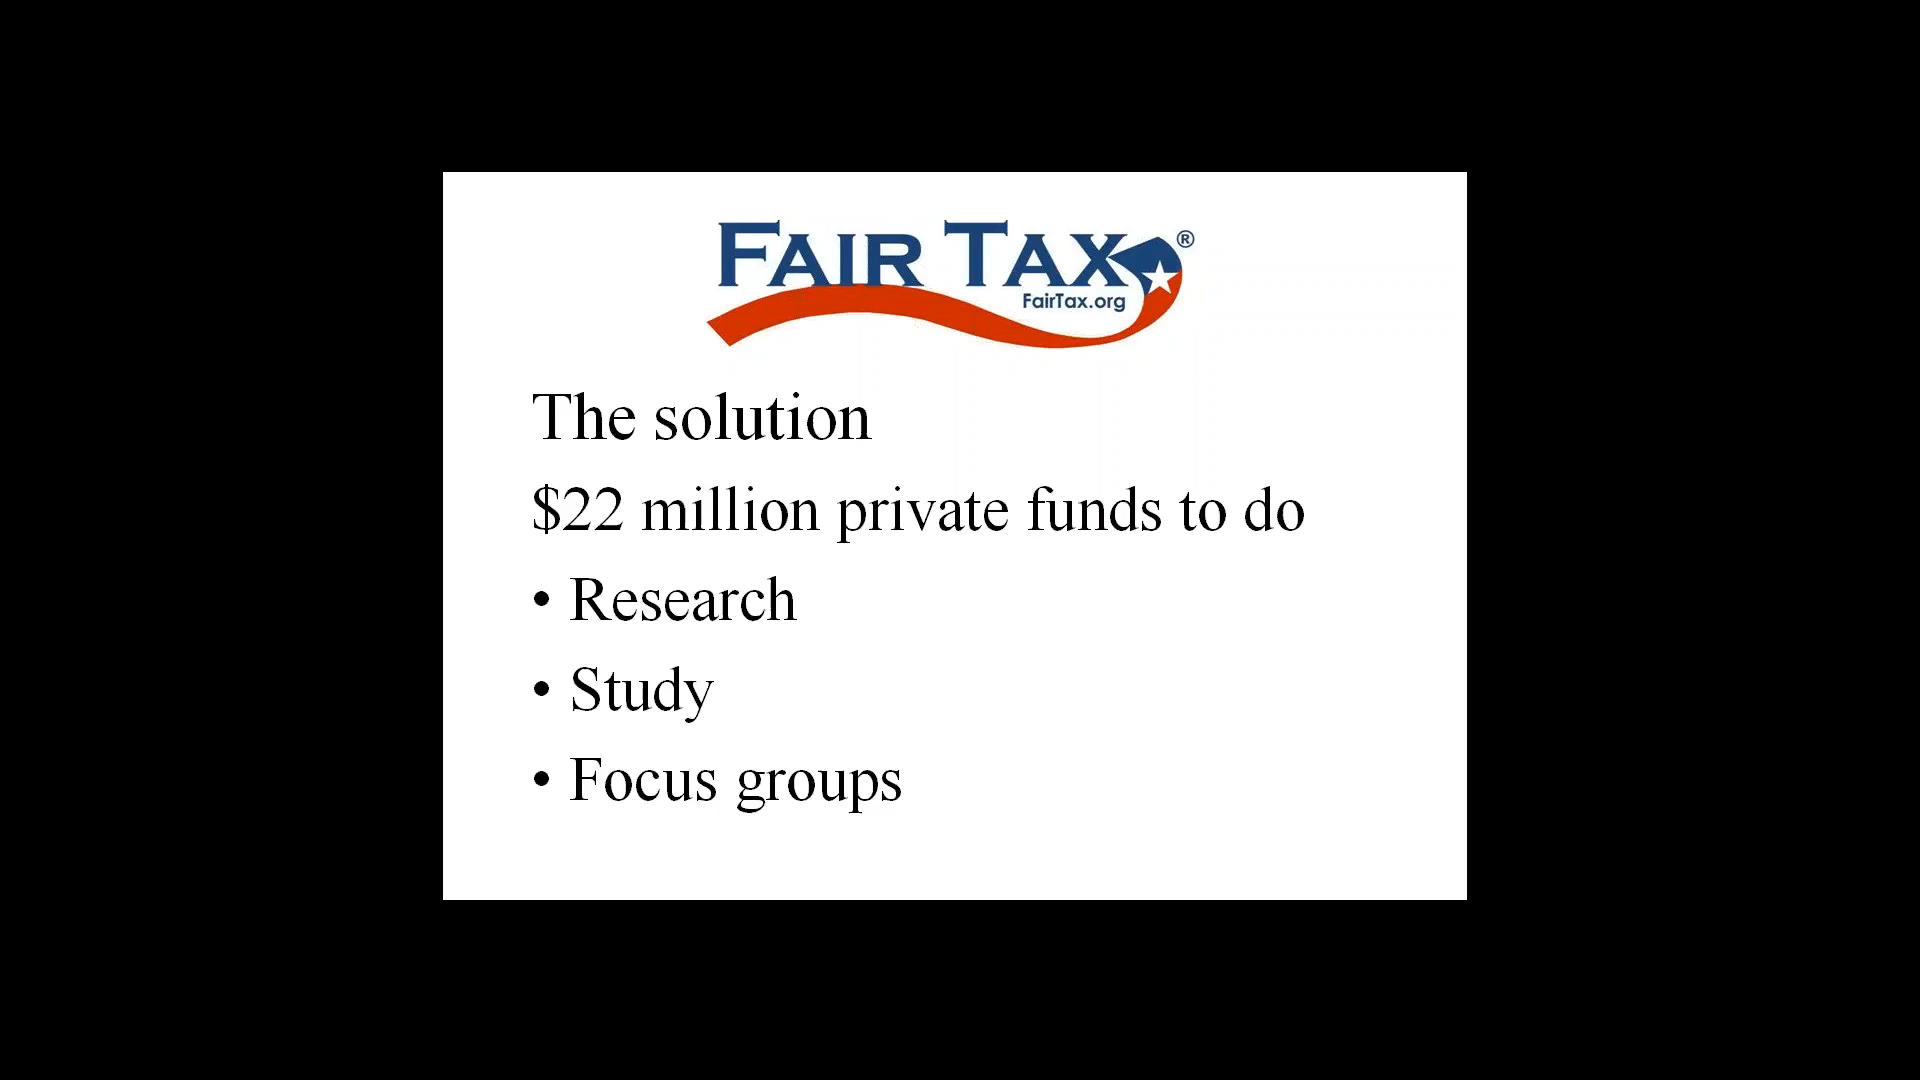 FAIR TAX®
FairTax.org
The solution
$22 million private funds to do
• Research
• Study
• Focus groups